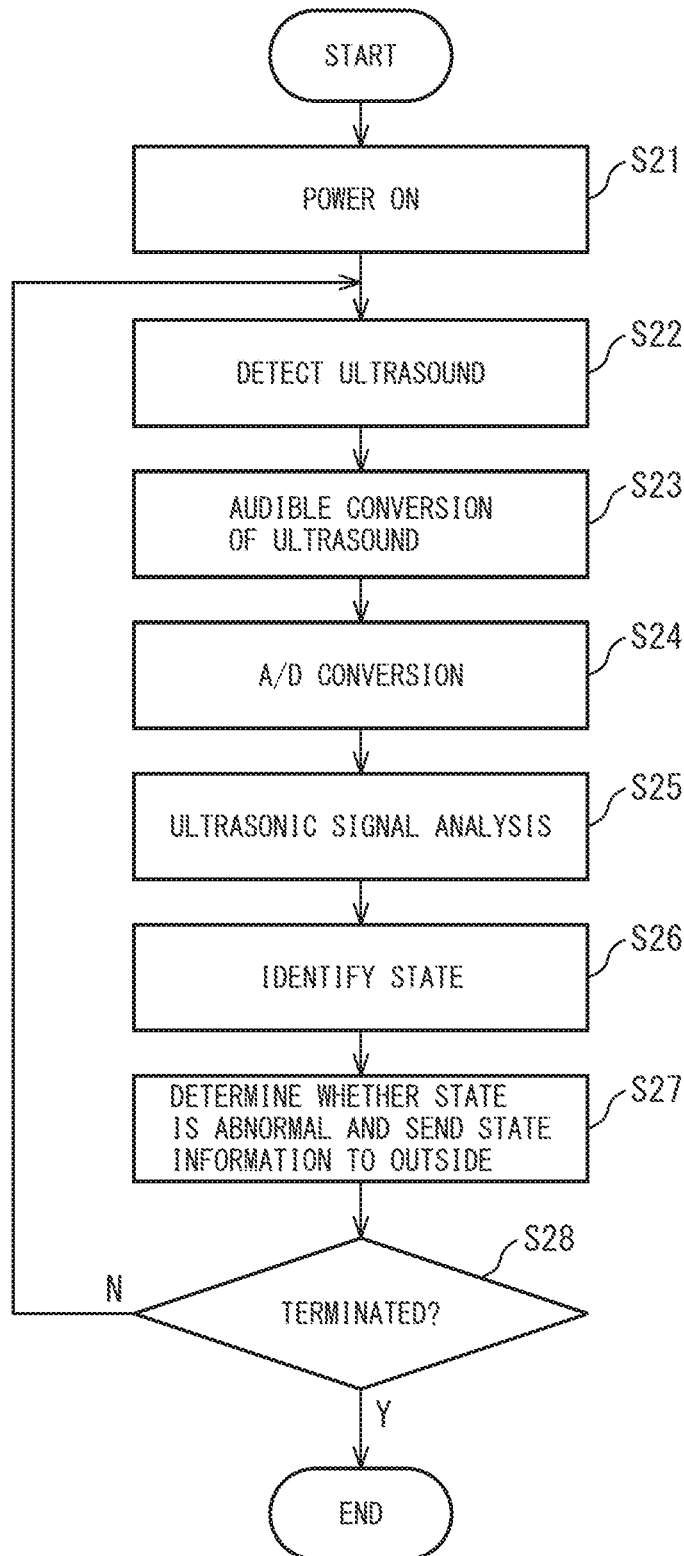 START
S21
POWER ON
S22
DETECT ULTRASOUND
S23
AUDIBLE CONVERSION
OF ULTRASOUND
S24
A/D CONVERSION
S25
ULTRASONIC SIGNAL ANALYSIS
S26
IDENTIFY STATE
S27
DETERMINE WHETHER STATE
IS ABNORMAL AND SEND STATE
INFORMATION TO OUTSIDE
S28
N
TERMINATED?
Y
END